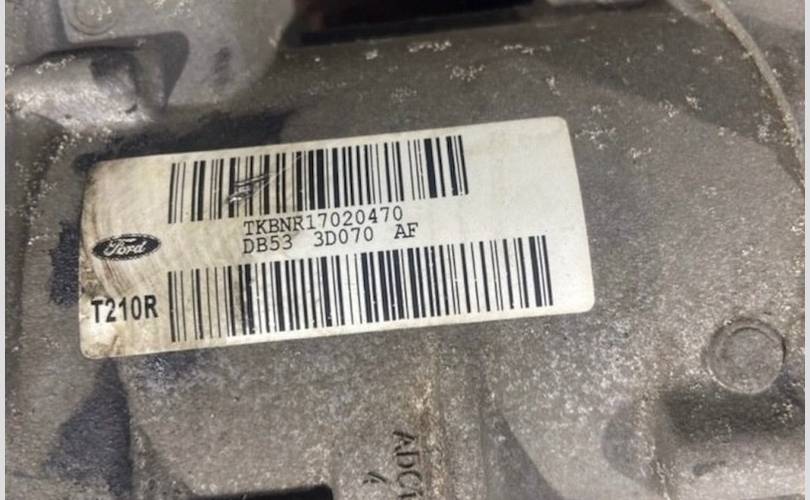 TKBNR17020470
DB53 3D070 AF
Ford
T210R